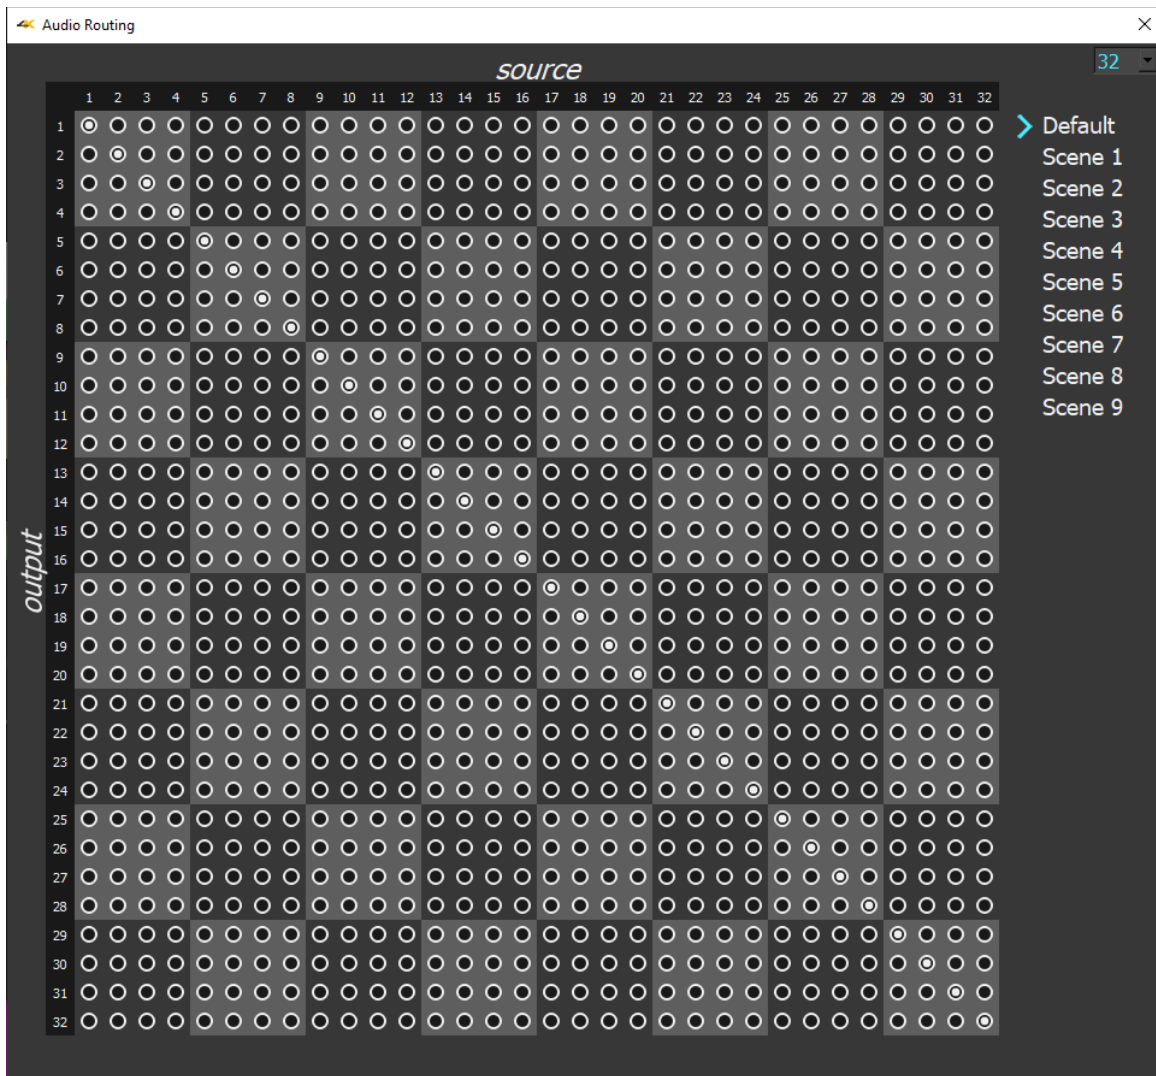 4K Audio Routing
source
32
1 2 3 4 5 6 7 8 9 10 11 12 13 14 15 16 17 18 19 20 21 22 23 24 25 26 27 28 29 30 31 32
1
2
3
4
5
6
7
8
9
10
11
12
13
14
15
16
17
18
19
20
21
22
23
24
25
26
27
28
29
30
31
32
output
Default
Scene 1
Scene 2
Scene 3
Scene 4
Scene 5
Scene 6
Scene 7
Scene 8
Scene 9